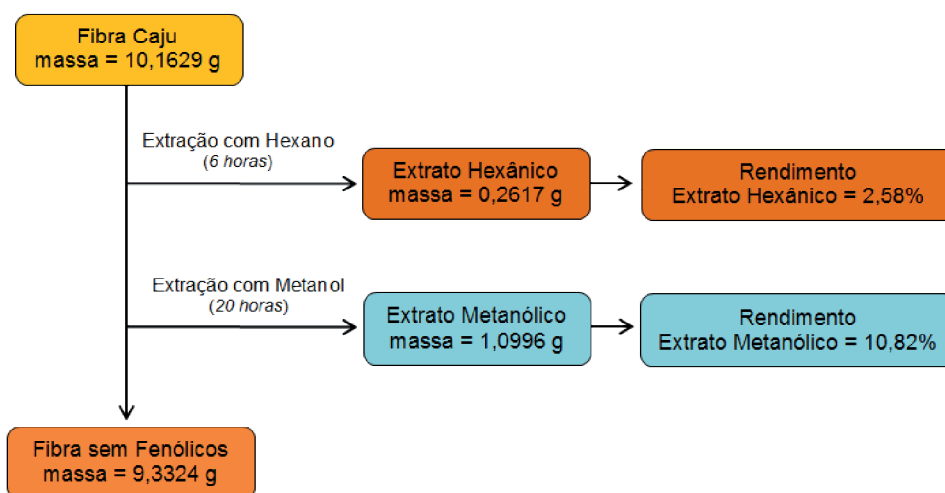 Fibra Caju
massa = 10,1629 g
Extração com Hexano
(6 horas)
Extrato Hexânico
massa = 0,2617 g
Rendimento
Extrato Hexânico = 2,58%
Extração com Metanol
(20 horas)
Extrato Metanólico
massa = 1,0996 g
Rendimento
Extrato Metanólico = 10,82%
Fibra sem Fenólicos
massa = 9,3324 g